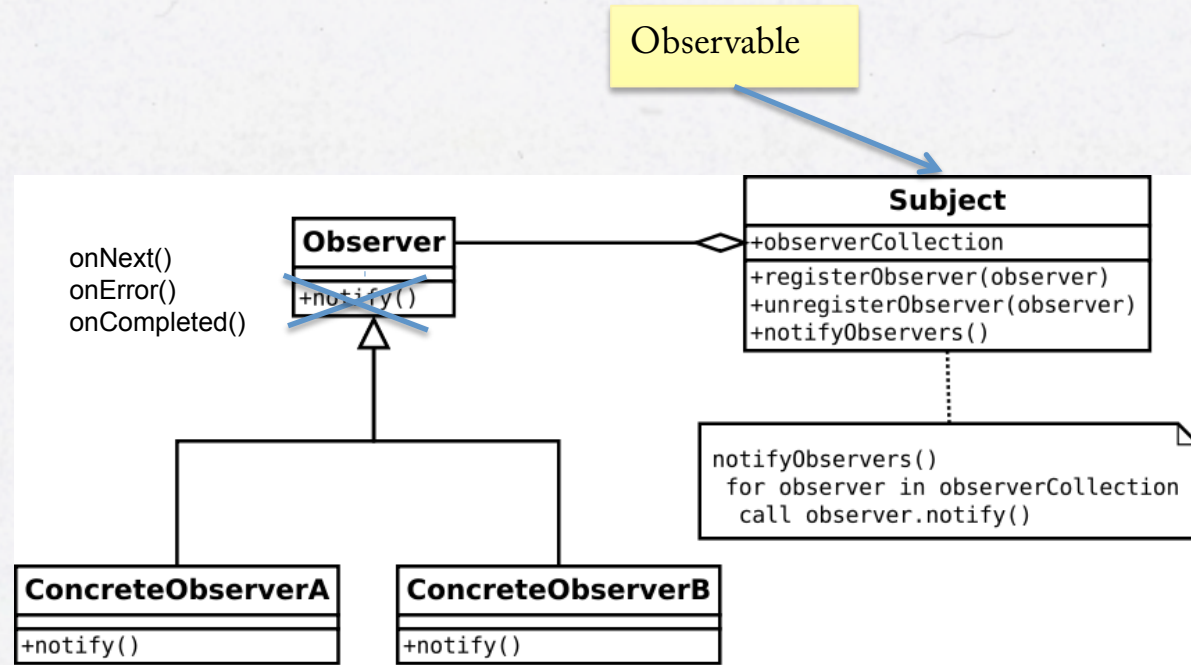 Observable
Subject
+observerCollection
+registerObserver(observer)
+unregisterObserver(observer)
+notifyObservers()
Observer
+notify()
onNext()
onError()
onCompleted()
notifyObservers()
for observer in observerCollection
call observer.notify()
ConcreteObserverA
+notify()
ConcreteObserverB
+notify()